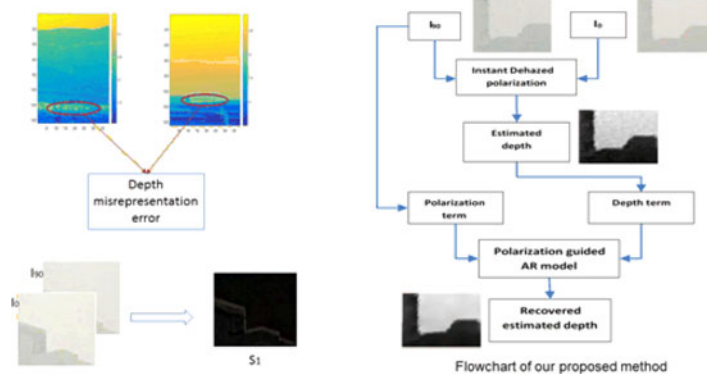 Depth
misrepresentation
error
I90
I0
S1
I90
I0
Instant Dehazed
polarization
Estimated
depth
Polarization
term
Depth term
Polarization guided
AR model
Recovered
estimated depth
Flowchart of our proposed method